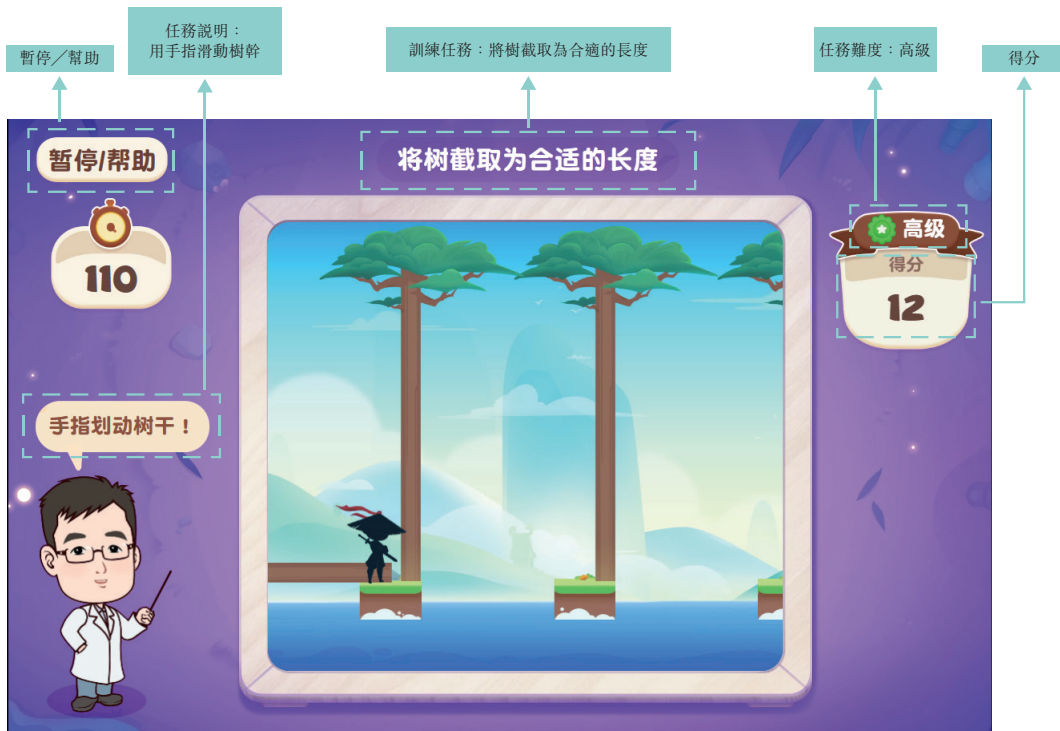 任務説明：
用手指滑動樹幹
暫停／幫助
訓練任務：將樹截取為合適的長度
任務難度：高級
得分
暂停/帮助
将树截取为合适的长度
高级
得分
110
12
手指划动树干！